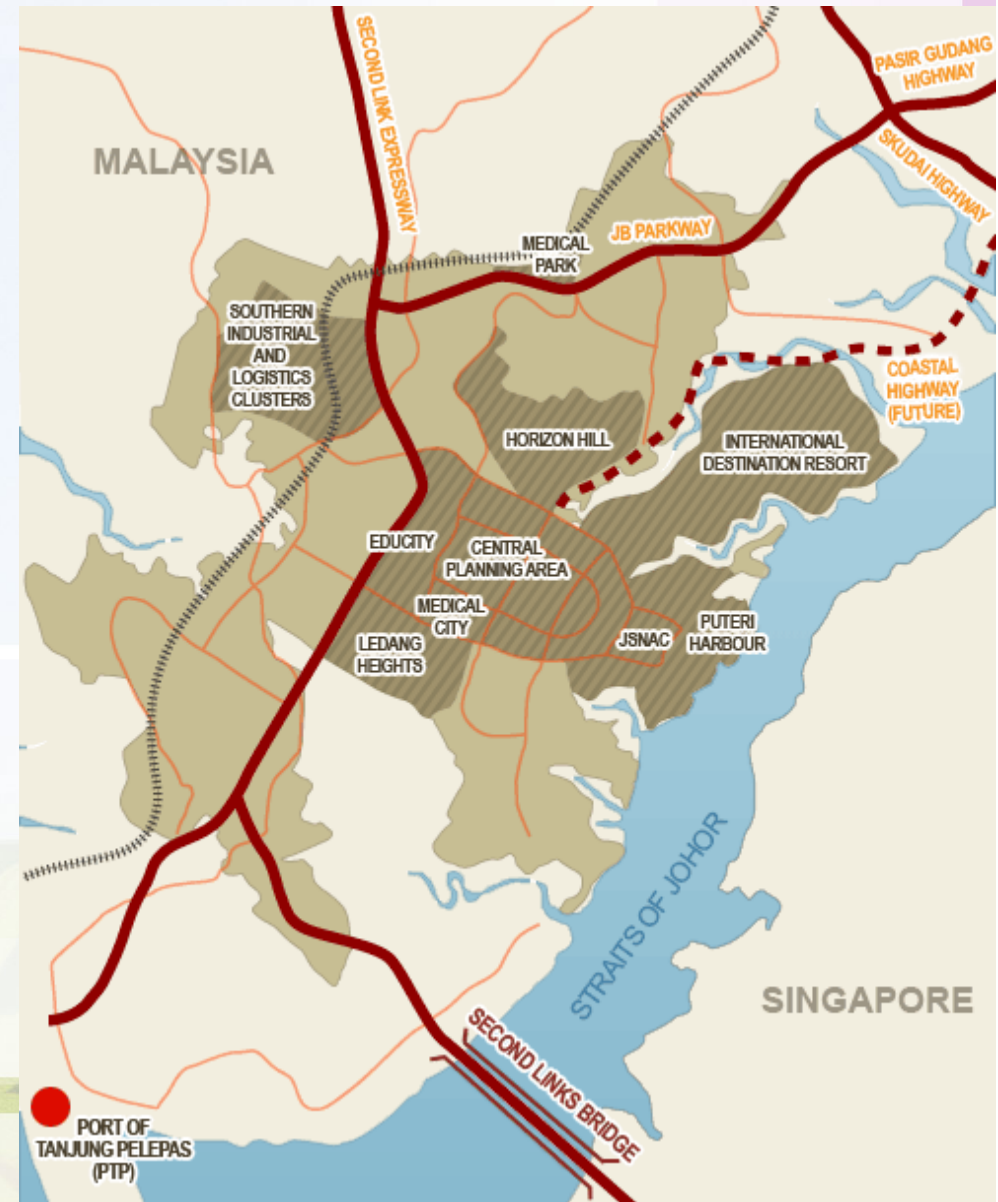 SECOND LINK EXPRESSWAY
PASIR GUDANG
HIGHWAY
MALAYSIA
SKUDAI HIGHWAY
JB PARKWAY
MEDICAL
PARK
SOUTHERN
INDUSTRIAL
AND
LOGISTICS
CLUSTERS
COASTAL
HIGHWAY
(FUTURE)
HORIZON HILL
INTERNATIONAL
DESTINATION RESORT
EDUCITY
CENTRAL
PLANNING AREA
MEDICAL
CITY
LEDANG
HEIGHTS
JSNAC
PUTERI
HARBOUR
STRAITS OF JOHOR
SINGAPORE
SECOND LINKS BRIDGE
PORT OF
TANJUNG PELEPAS
(PTP)